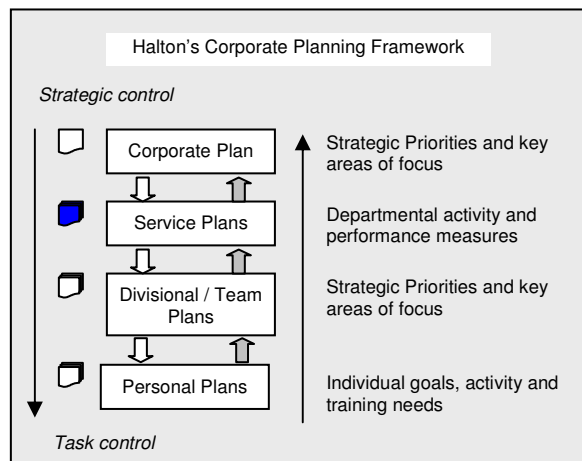 Halton's Corporate Planning Framework
Strategic control
Corporate Plan
Strategic Priorities and key
areas of focus
Service Plans
Departmental activity and
performance measures
Divisional / Team
Plans
Strategic Priorities and key
areas of focus
Personal Plans
Individual goals, activity and
training needs
Task control